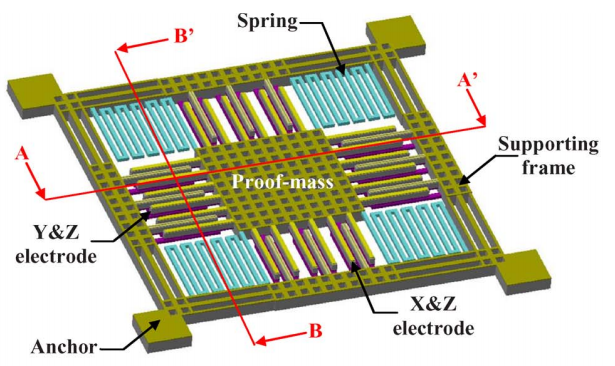 Spring
B’
A’
A
Supporting
frame
Proof-mass
Y&Z
electrode
X&Z
electrode
B
Anchor